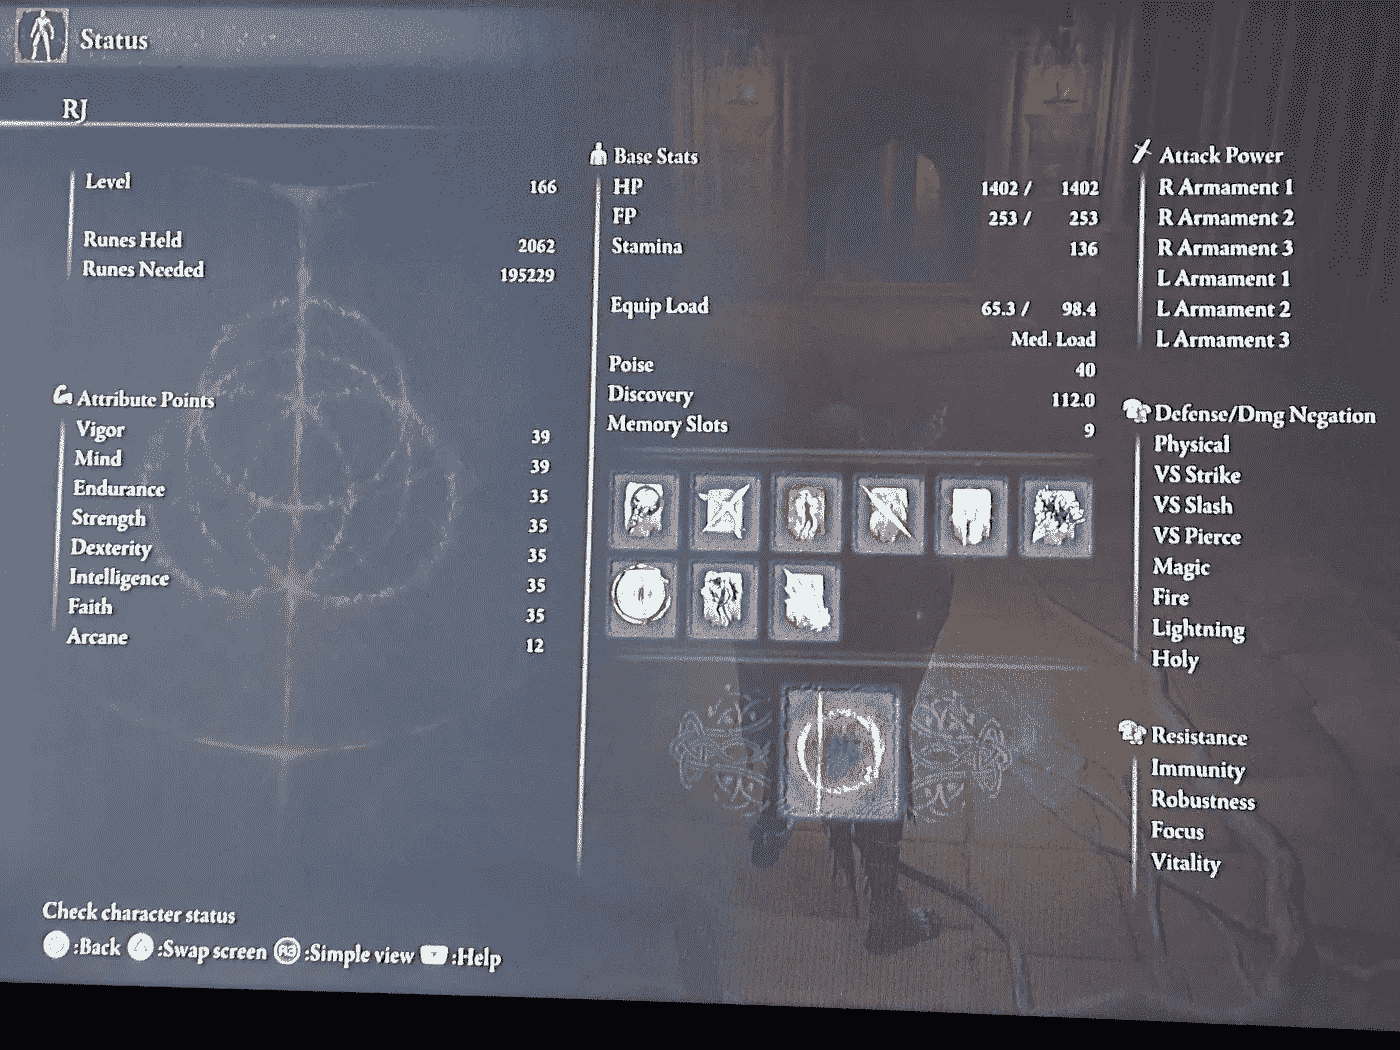 Status
RJ
Level 166
Runes Held 2062
Runes Needed 195229
Attribute Points
Vigor 39
Mind 39
Endurance 35
Strength 35
Dexterity 35
Intelligence 35
Faith 35
Arcane 12
Base Stats
HP 1402 / 1402
FP 253 / 253
Stamina 136
Equip Load 65.3 / 98.4
Med. Load
Poise 40
Discovery 112.0
Memory Slots 9
Attack Power
R Armament 1
R Armament 2
R Armament 3
L Armament 1
L Armament 2
L Armament 3
Defense/Dmg Negation
Physical
VS Strike
VS Slash
VS Pierce
Magic
Fire
Lightning
Holy
Resistance
Immunity
Robustness
Focus
Vitality
Check character status
:Back :Swap screen R3 :Simple view :Help